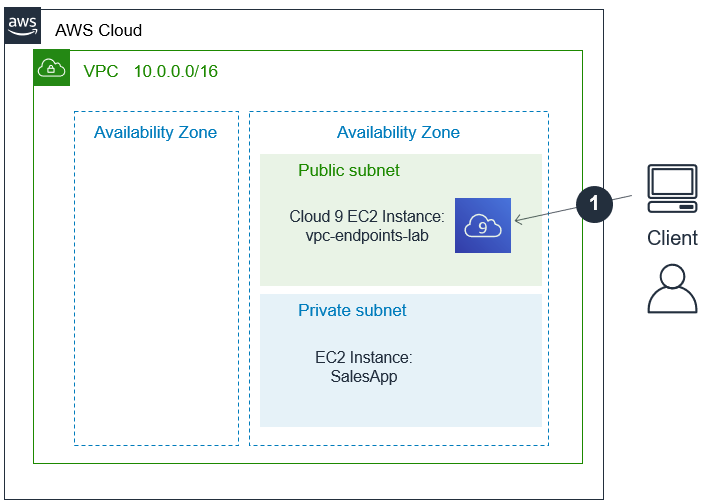 aws
AWS Cloud
VPC 10.0.0.0/16
Availability Zone
Availability Zone
Public subnet
Cloud 9 EC2 Instance:
vpc-endpoints-lab
9
1
Client
Private subnet
EC2 Instance:
SalesApp